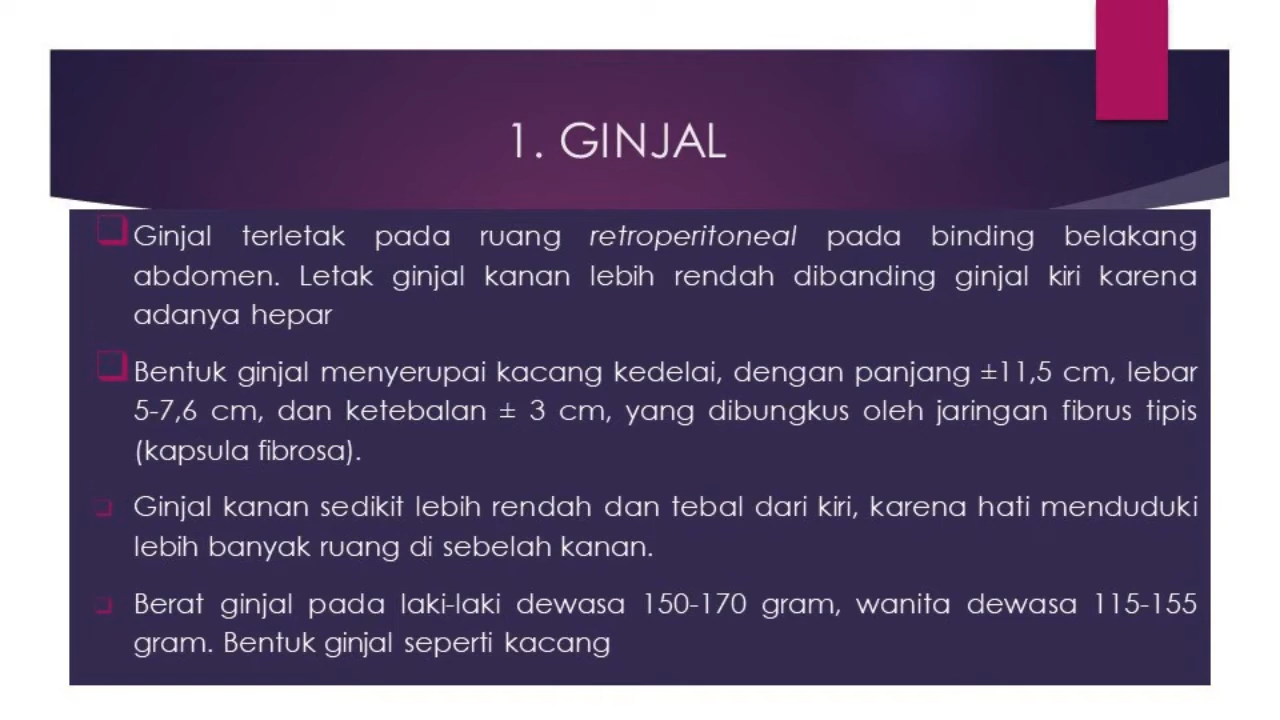 1. GINJAL
Ginjal terletak pada ruang retroperitoneal pada binding belakang
abdomen. Letak ginjal kanan lebih rendah dibanding ginjal kiri karena
adanya hepar
Bentuk ginjal menyerupai kacang kedelai, dengan panjang ±11,5 cm, lebar
5-7,6 cm, dan ketebalan ± 3 cm, yang dibungkus oleh jaringan fibrus tipis
(kapsula fibrosa).
Ginjal kanan sedikit lebih rendah dan tebal dari kiri, karena hati menduduki
lebih banyak ruang di sebelah kanan.
Berat ginjal pada laki-laki dewasa 150-170 gram, wanita dewasa 115-155
gram. Bentuk ginjal seperti kacang